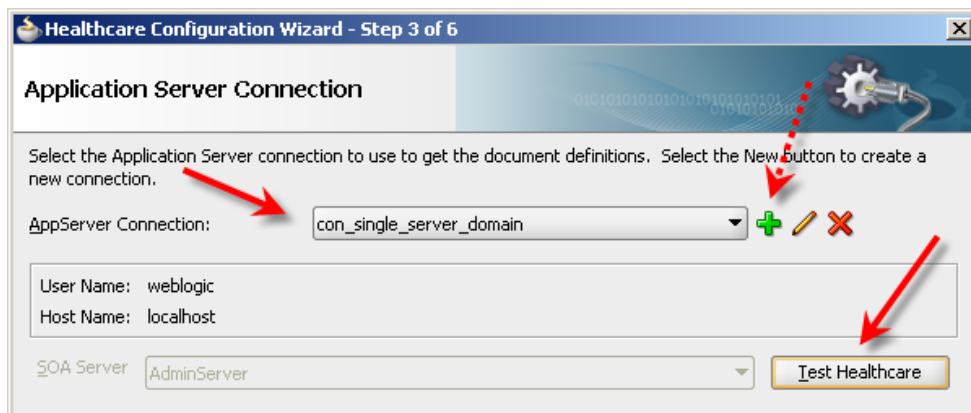 Healthcare Configuration Wizard - Step 3 of 6
Application Server Connection
Select the Application Server connection to use to get the document definitions.  Select the New button to create a
new connection.
AppServer Connection:
con_single_server_domain
User Name: weblogic
Host Name: localhost
SOA Server
AdminServer
Test Healthcare